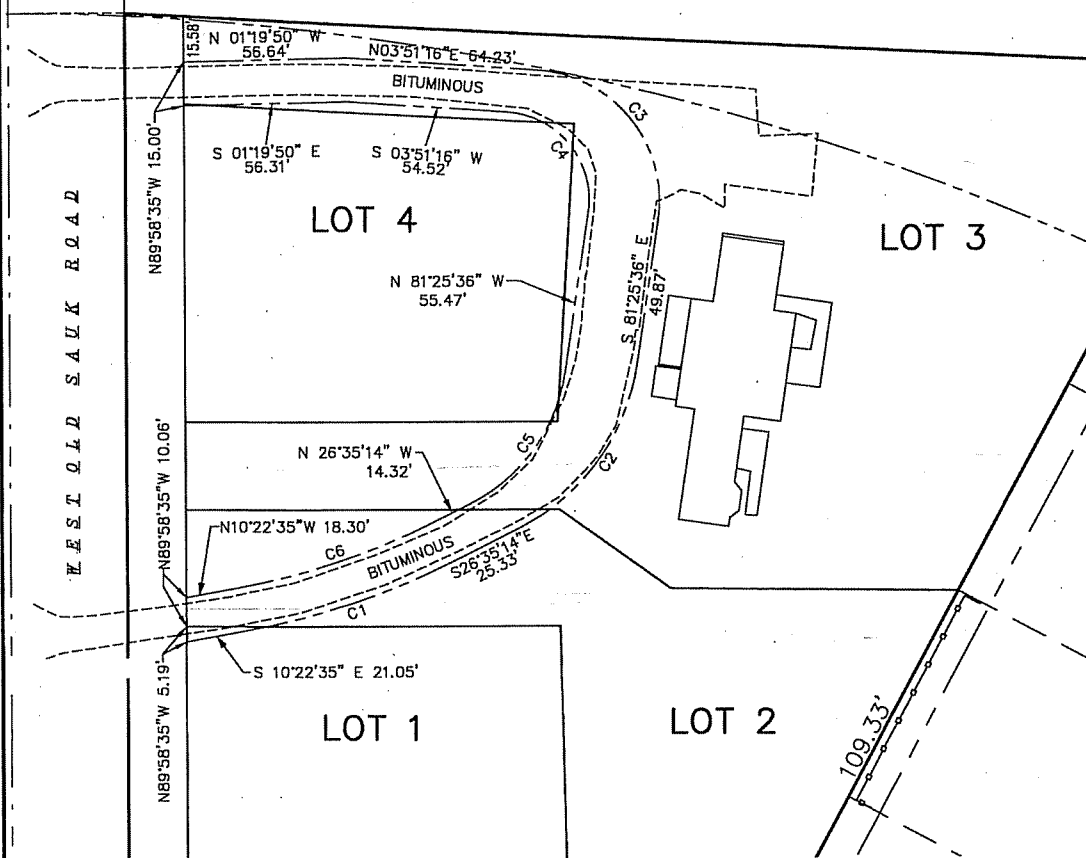 15.58'
N 01°19'50" W
56.64'
N03°51'16"E 64.23'
BITUMINOUS
C3
C4
N89°58'35"W 15.00'
S 01°19'50" E
56.31'
S 03°51'16" W
54.52'
LOT 4
LOT 3
WEST OLD SAUK ROAD
N 81°25'36" W
55.47'
S 81°25'36" E
49.87'
N89°58'35"W 10.06'
N 26°35'14" W
14.32'
C5
C2
N10°22'35"W 18.30'
C6
BITUMINOUS
S26°35'14"E
25.33'
C1
N89°58'35"W 5.19'
S 10°22'35" E 21.05'
LOT 1
LOT 2
109.33'